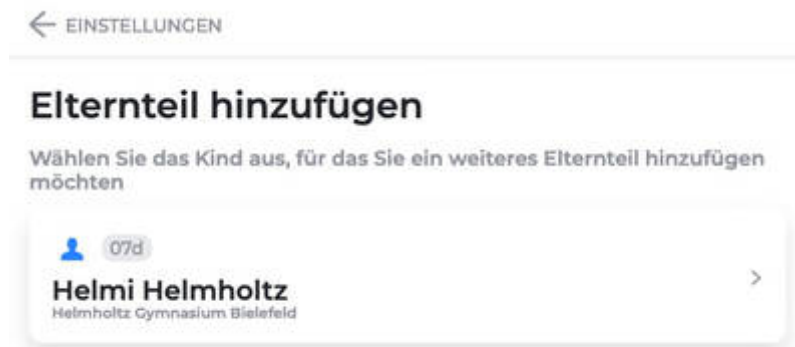 ← EINSTELLUNGEN
Elternteil hinzufügen
Wählen Sie das Kind aus, für das Sie ein weiteres Elternteil hinzufügen
möchten
07d
Helmi Helmholtz
Helmholtz Gymnasium Bielefeld